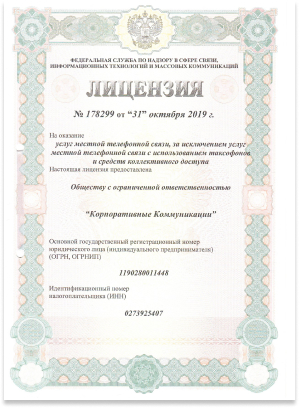 ФЕДЕРАЛЬНАЯ СЛУЖБА ПО НАДЗОРУ В СФЕРЕ СВЯЗИ,
ИНФОРМАЦИОННЫХ ТЕХНОЛОГИЙ И МАССОВЫХ КОММУНИКАЦИЙ
ЛИЦЕНЗИЯ
№ 178299 от “31” октября 2019 г.
На оказание
услуг местной телефонной связи, за исключением услуг
местной телефонной связи с использованием таксофонов
и средств коллективного доступа
Настоящая лицензия предоставлена
Обществу с ограниченной ответственностью
“Корпоративные Коммуникации”
Основной государственный регистрационный номер
юридического лица (индивидуального предпринимателя)
(ОГРН, ОГРНИП)
1190280011448
Идентификационный номер
налогоплательщика (ИНН)
0273925407